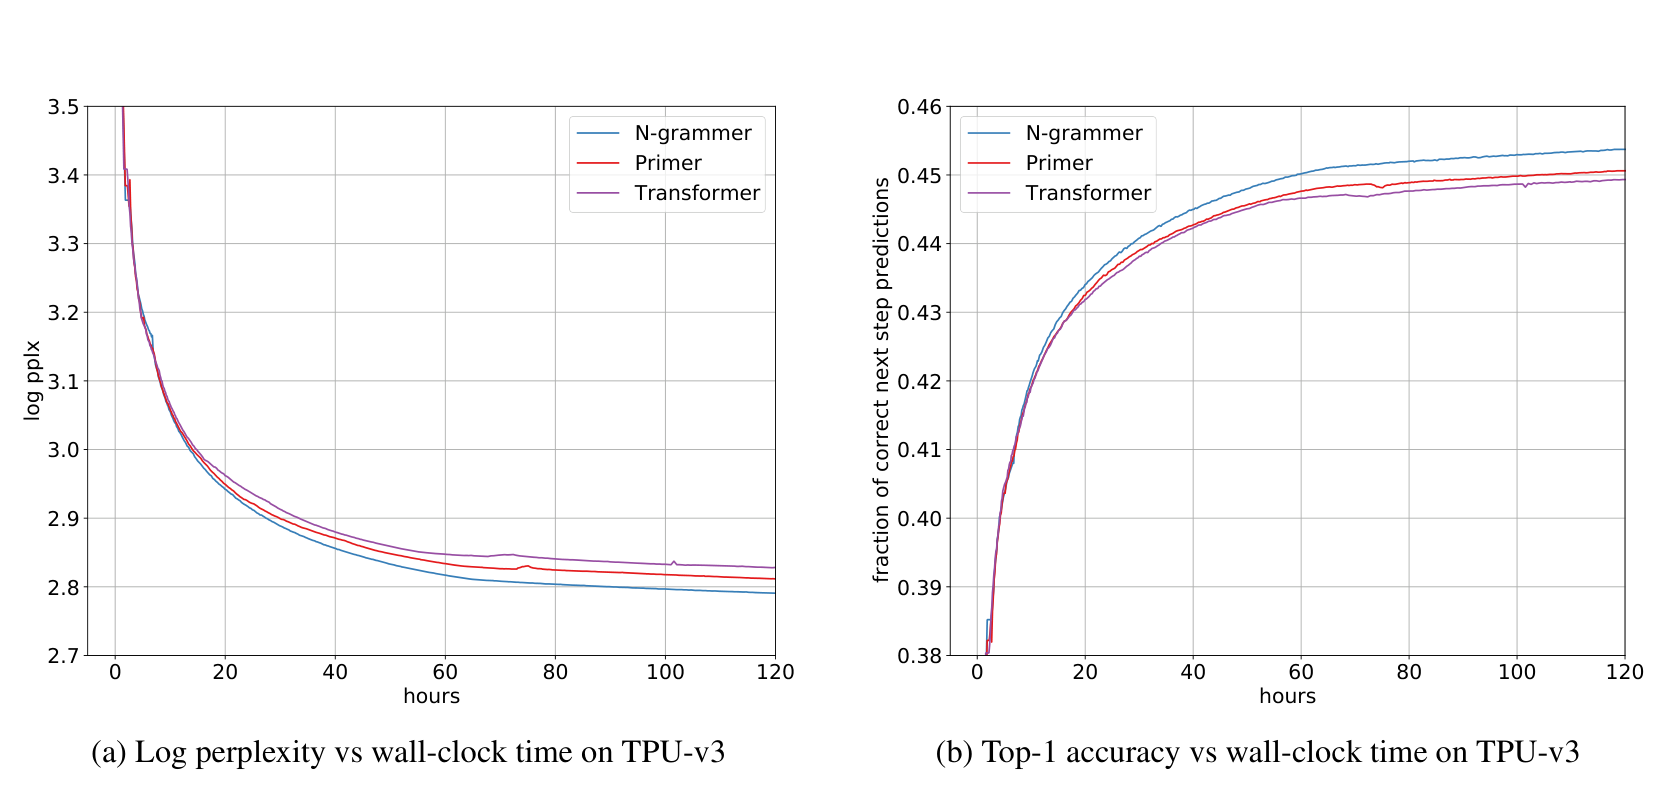 3.5
3.4
3.3
3.2
3.1
3.0
2.9
2.8
2.7
log pplx
N-grammer
Primer
Transformer
0 20 40 60 80 100 120
hours
(a) Log perplexity vs wall-clock time on TPU-v3
0.46
0.45
0.44
0.43
0.42
0.41
0.40
0.39
0.38
fraction of correct next step predictions
N-grammer
Primer
Transformer
0 20 40 60 80 100 120
hours
(b) Top-1 accuracy vs wall-clock time on TPU-v3